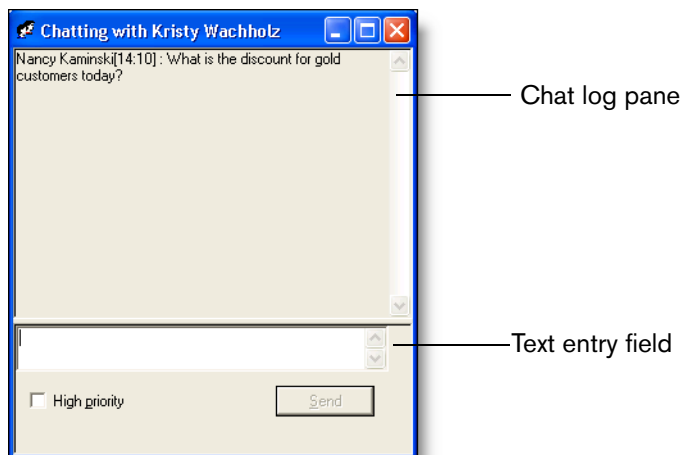 Chatting with Kristy Wachholz
Nancy Kaminski[14:10] : What is the discount for gold
customers today?
Chat log pane
Text entry field
High priority
Send